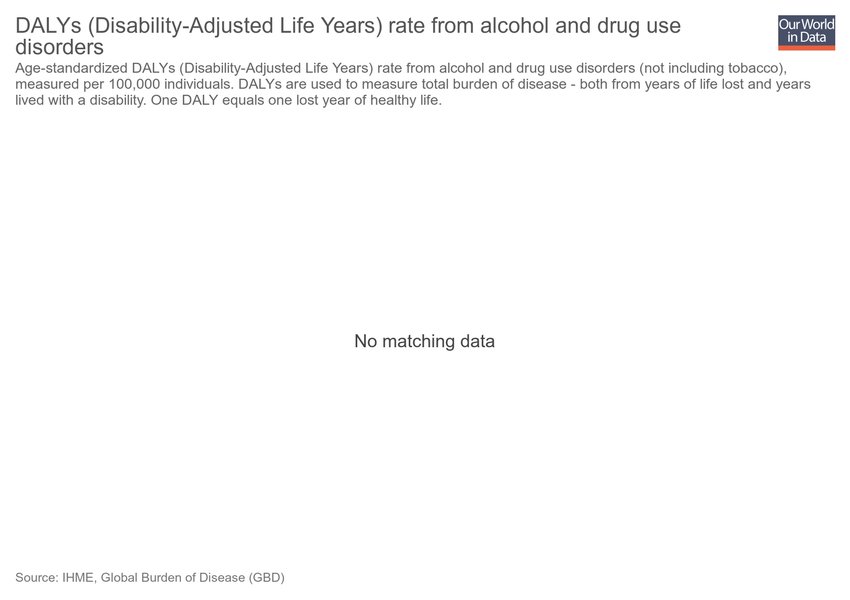 DALYs (Disability-Adjusted Life Years) rate from alcohol and drug use
disorders
Our World
in Data
Age-standardized DALYs (Disability-Adjusted Life Years) rate from alcohol and drug use disorders (not including tobacco),
measured per 100,000 individuals. DALYs are used to measure total burden of disease - both from years of life lost and years
lived with a disability. One DALY equals one lost year of healthy life.
No matching data
Source: IHME, Global Burden of Disease (GBD)